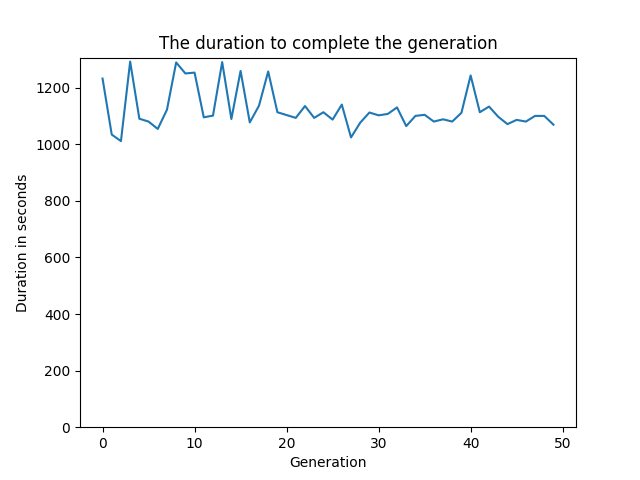 The duration to complete the generation
Duration in seconds
1200
1000
800
600
400
200
0
0 10 20 30 40 50
Generation